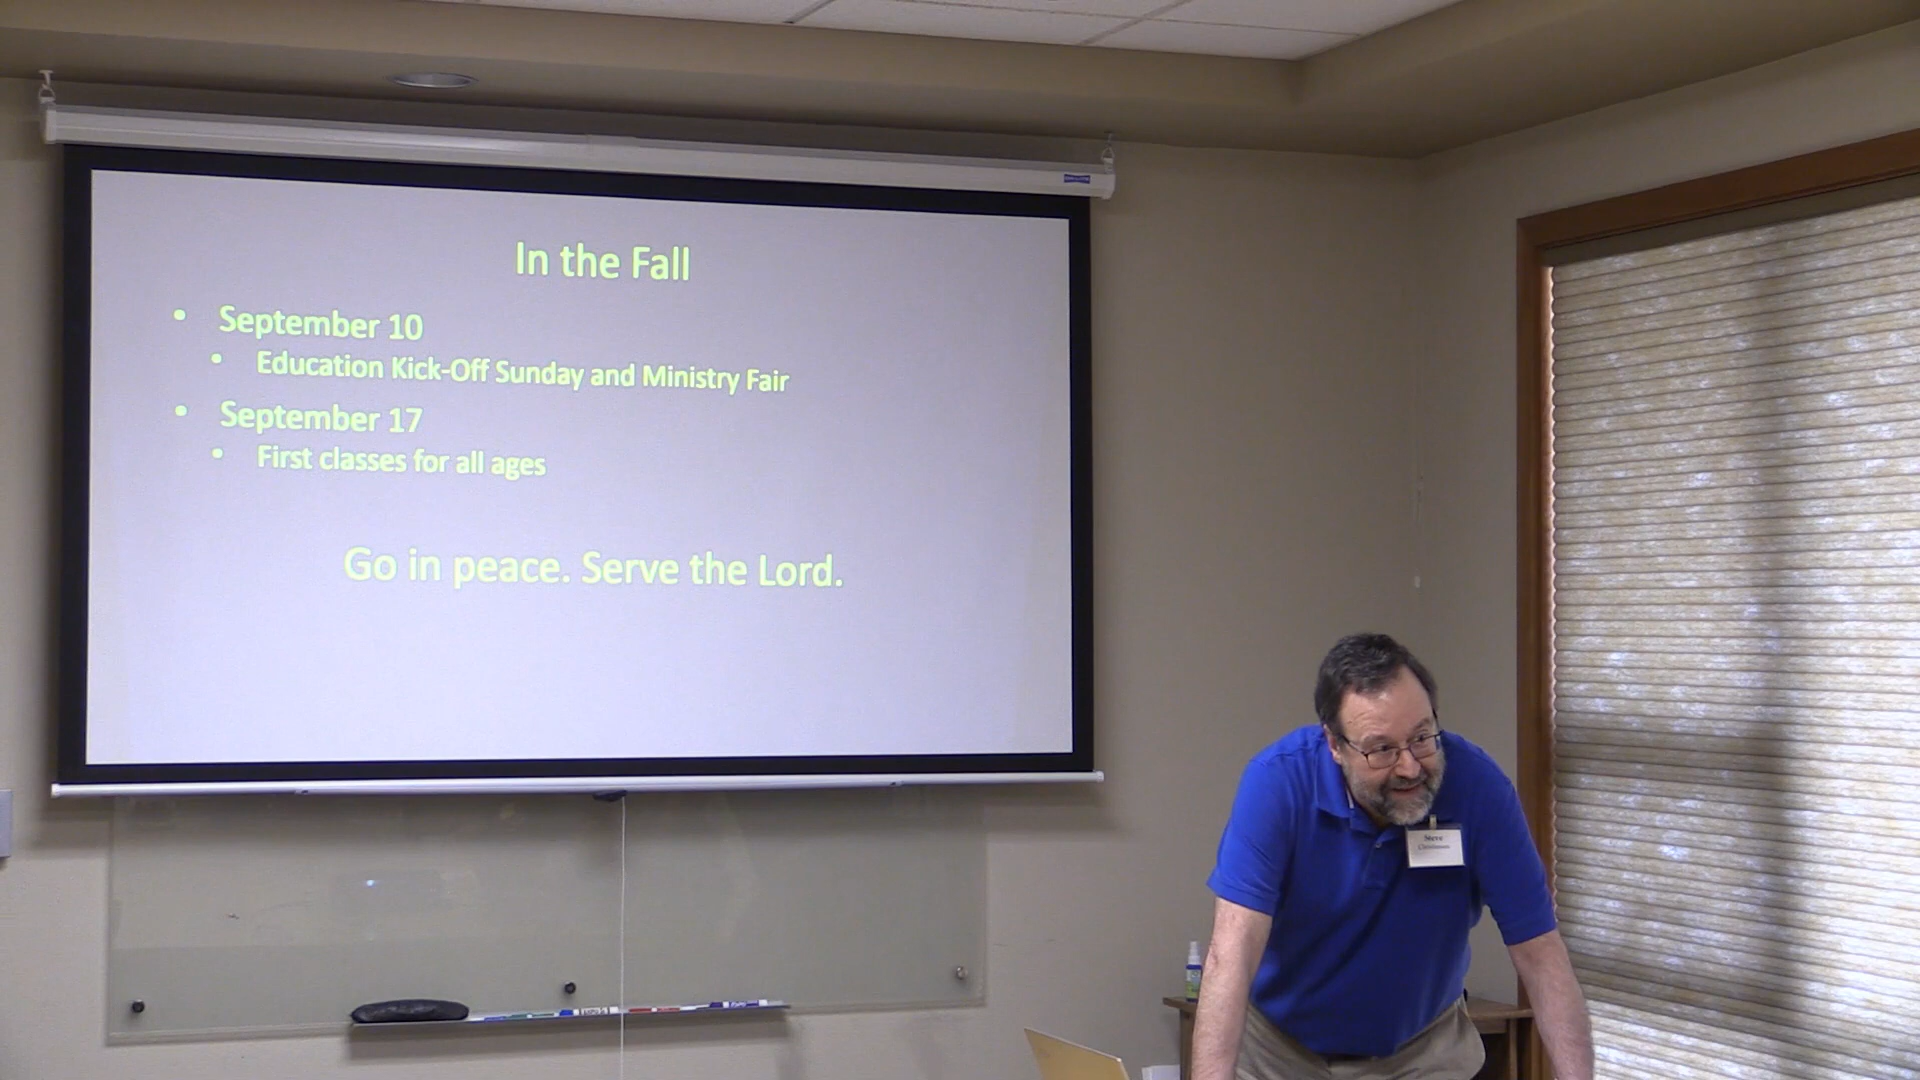 In the Fall
• September 10
• Education Kick-Off Sunday and Ministry Fair
• September 17
• First classes for all ages
Go in peace. Serve the Lord.
Steve